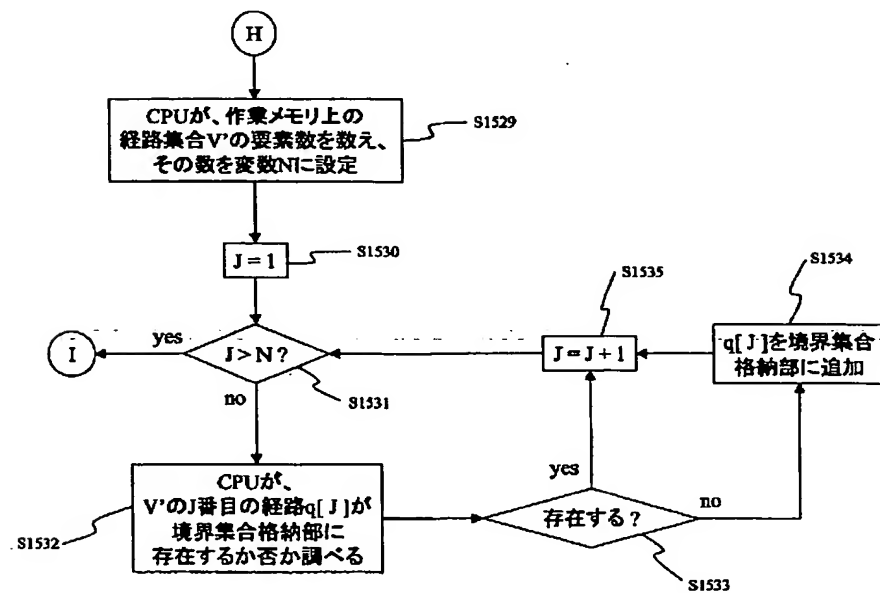 H
CPUが、作業メモリ上の
経路集合V'の要素数を数え、
その数を変数Nに設定
S1529
J = 1
S1530
S1535
S1534
I
yes
J > N ?
J = J + 1
q[ J ]を境界集合
格納部に追加
no
S1531
CPUが、
V'のJ番目の経路q[ J ]が
境界集合格納部に
存在するか否か調べる
S1532
yes
存在する?
no
S1533